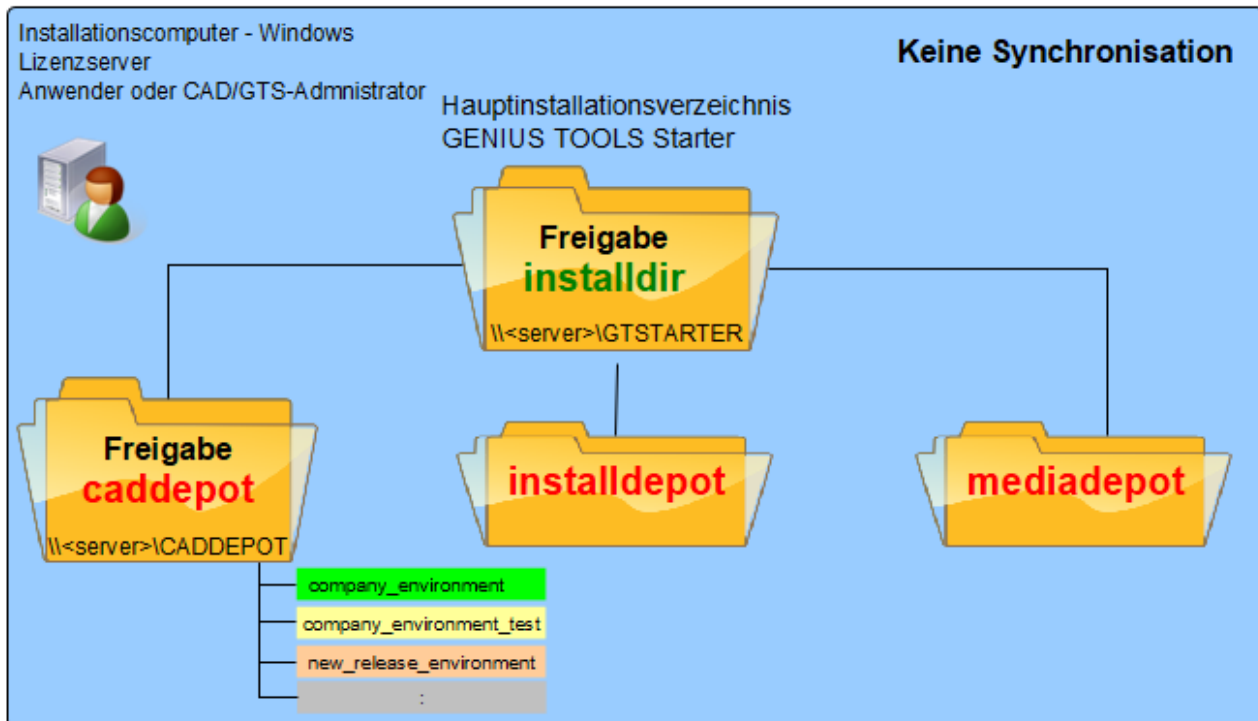 Installationscomputer - Windows
Lizenzserver
Anwender oder CAD/GTS-Admnistrator
Keine Synchronisation
Hauptinstallationsverzeichnis
GENIUS TOOLS Starter
Freigabe
installdir
\\<server>\GTSTARTER
Freigabe
caddepot
\\<server>\CADDEPOT
installdepot
mediadepot
company_environment
company_environment_test
new_release_environment
: